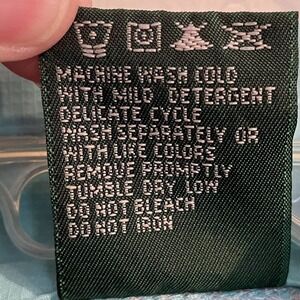 MACHINE WASH COLD
WITH MILD DETERGENT
DELICATE CYCLE
WASH SEPARATELY OR
WITH LIKE COLORS
REMOVE PROMPTLY
TUMBLE DRY LOW
DO NOT BLEACH
DO NOT IRON